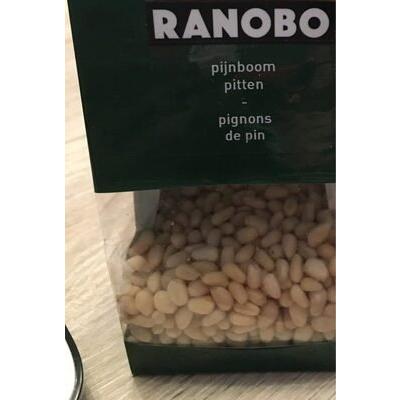 RANOBO
pijnboom
pitten
-
pignons
de pin